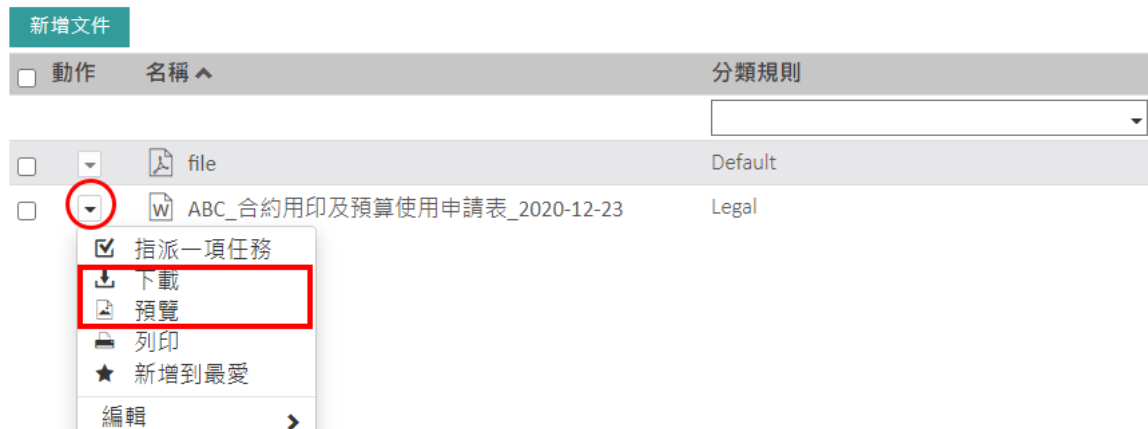 新增文件
動作 名稱 分類規則
file Default
ABC_合約用印及預算使用申請表_2020-12-23 Legal
指派一項任務
下載
預覽
列印
新增到最愛
編輯